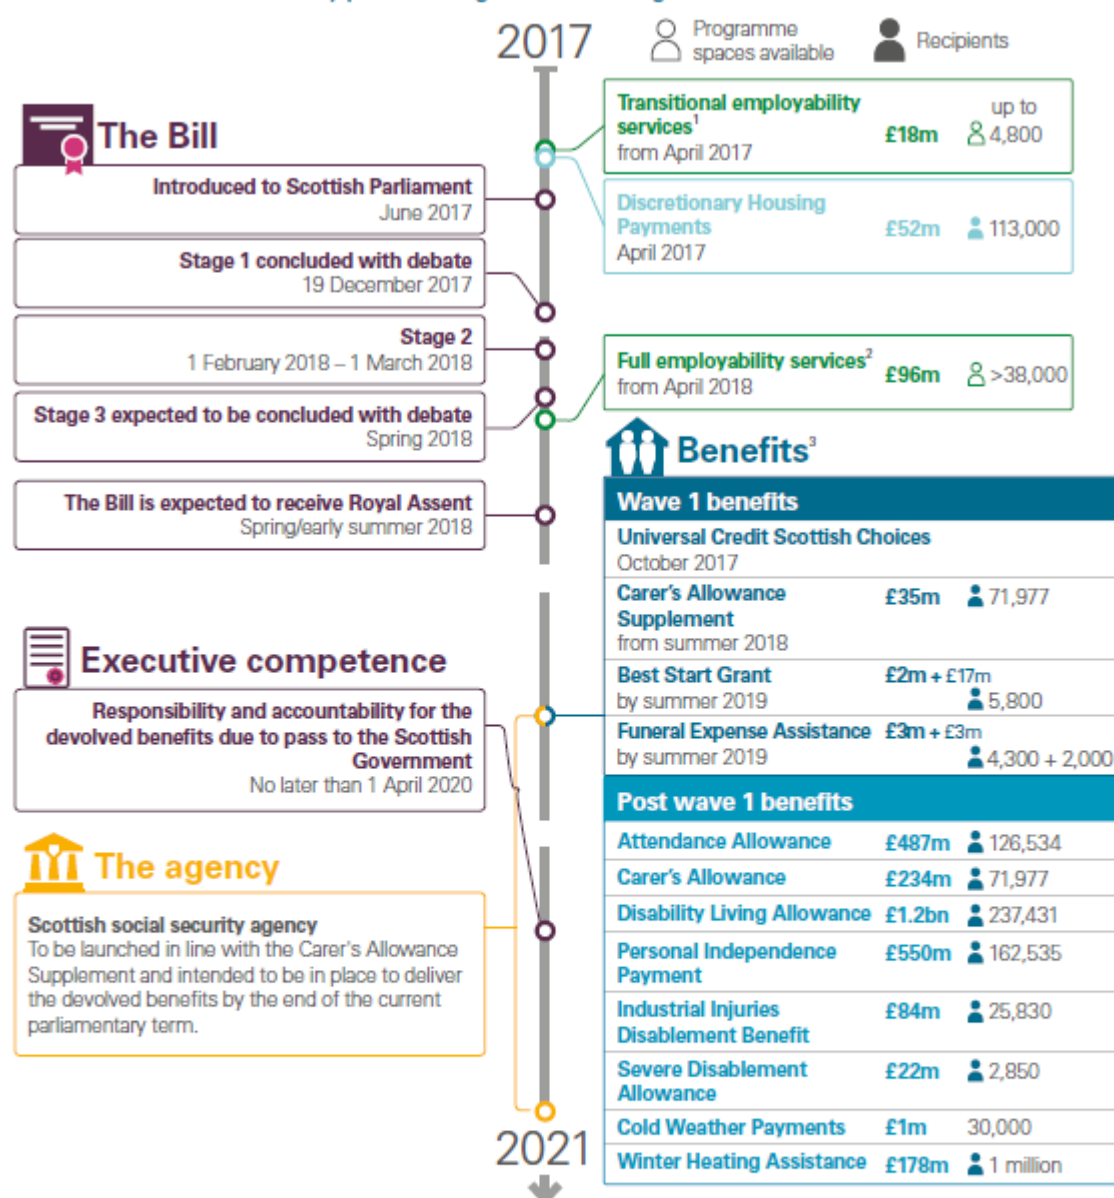 2017
Programme
spaces available
Recipients
The Bill
Introduced to Scottish Parliament
June 2017
Stage 1 concluded with debate
19 December 2017
Stage 2
1 February 2018 – 1 March 2018
Stage 3 expected to be concluded with debate
Spring 2018
The Bill is expected to receive Royal Assent
Spring/early summer 2018
Executive competence
Responsibility and accountability for the
devolved benefits due to pass to the Scottish
Government
No later than 1 April 2020
The agency
Scottish social security agency
To be launched in line with the Carer's Allowance
Supplement and intended to be in place to deliver
the devolved benefits by the end of the current
parliamentary term.
Transitional employability
services¹ £18m up to 4,800
from April 2017
Discretionary Housing
Payments £52m 113,000
April 2017
Full employability services² £96m >38,000
from April 2018
Benefits³
Wave 1 benefits
Universal Credit Scottish Choices
October 2017
Carer's Allowance £35m 71,977
Supplement
from summer 2018
Best Start Grant £2m + £17m
by summer 2019 5,800
Funeral Expense Assistance £3m + £3m
by summer 2019 4,300 + 2,000
Post wave 1 benefits
Attendance Allowance £487m 126,534
Carer's Allowance £234m 71,977
Disability Living Allowance £1.2bn 237,431
Personal Independence £550m 162,535
Payment
Industrial Injuries £84m 25,830
Disablement Benefit
Severe Disablement £22m 2,850
Allowance
Cold Weather Payments £1m 30,000
Winter Heating Assistance £178m 1 million
2021